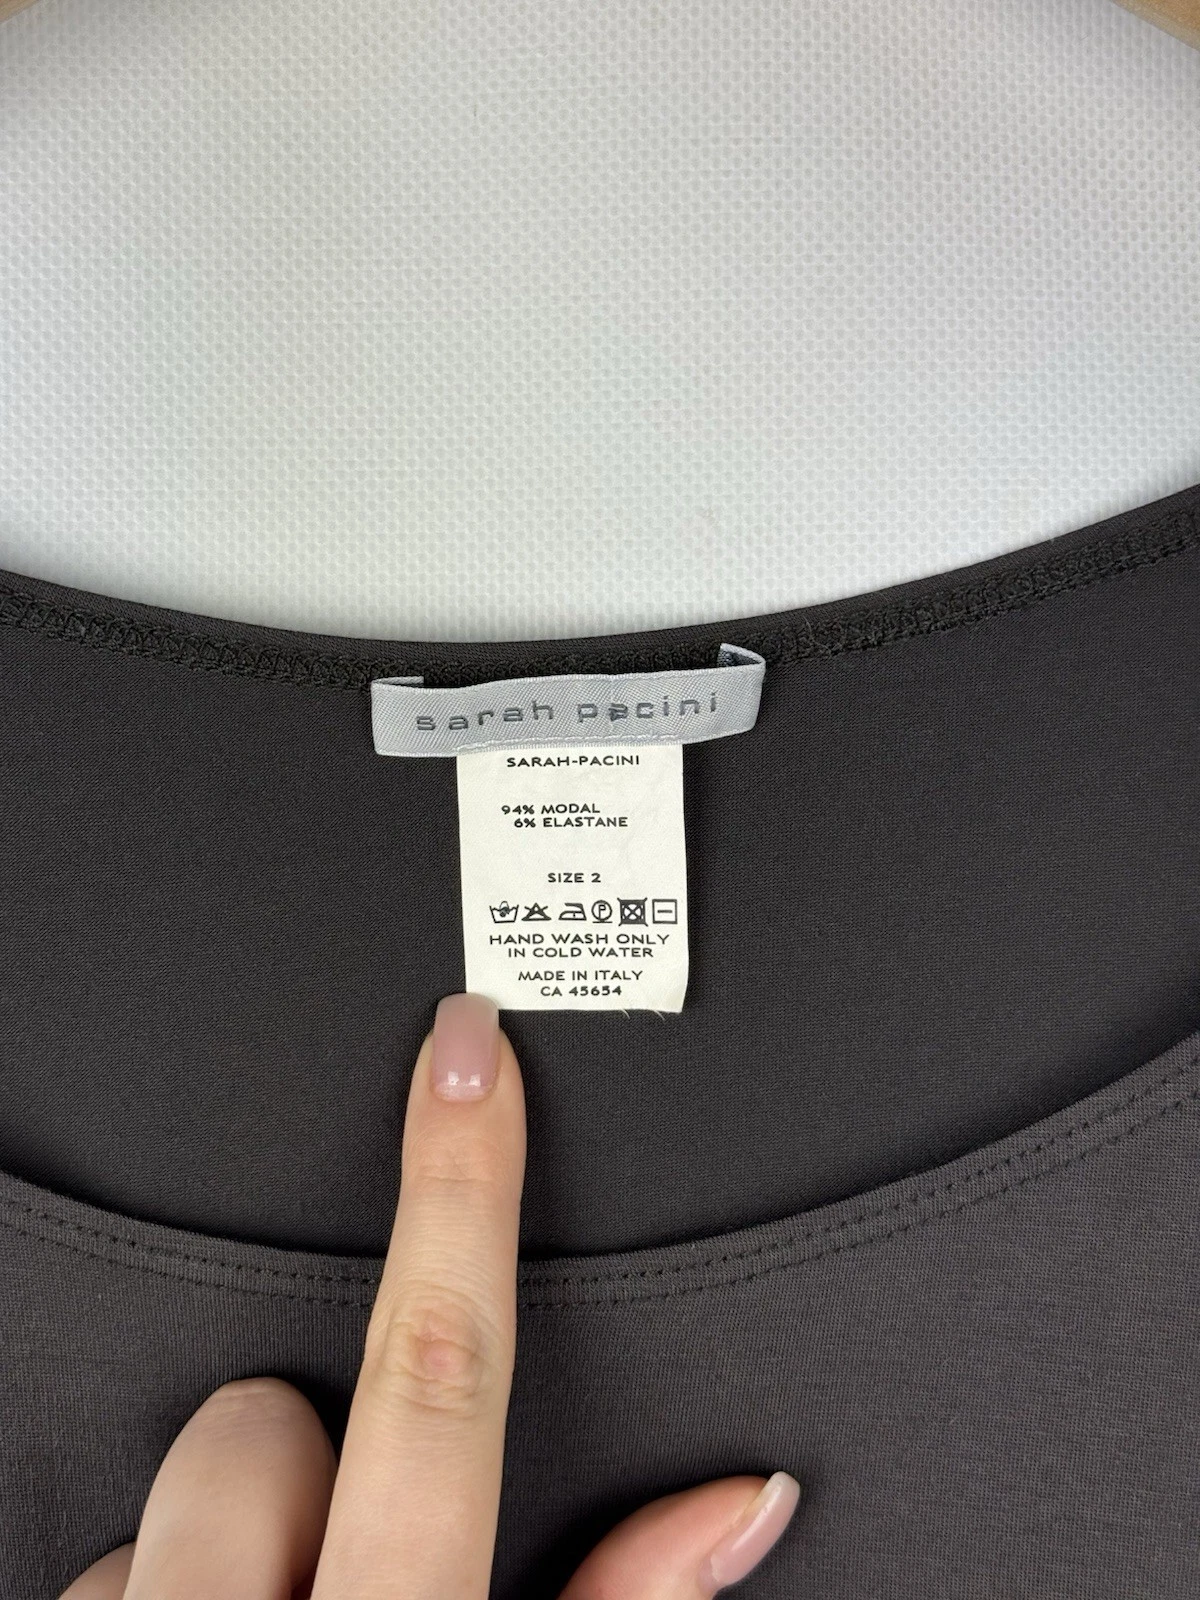 sarah pacini
SARAH-PACINI
94% MODAL
6% ELASTANE
SIZE 2
P
HAND WASH ONLY
IN COLD WATER
MADE IN ITALY
CA 45654